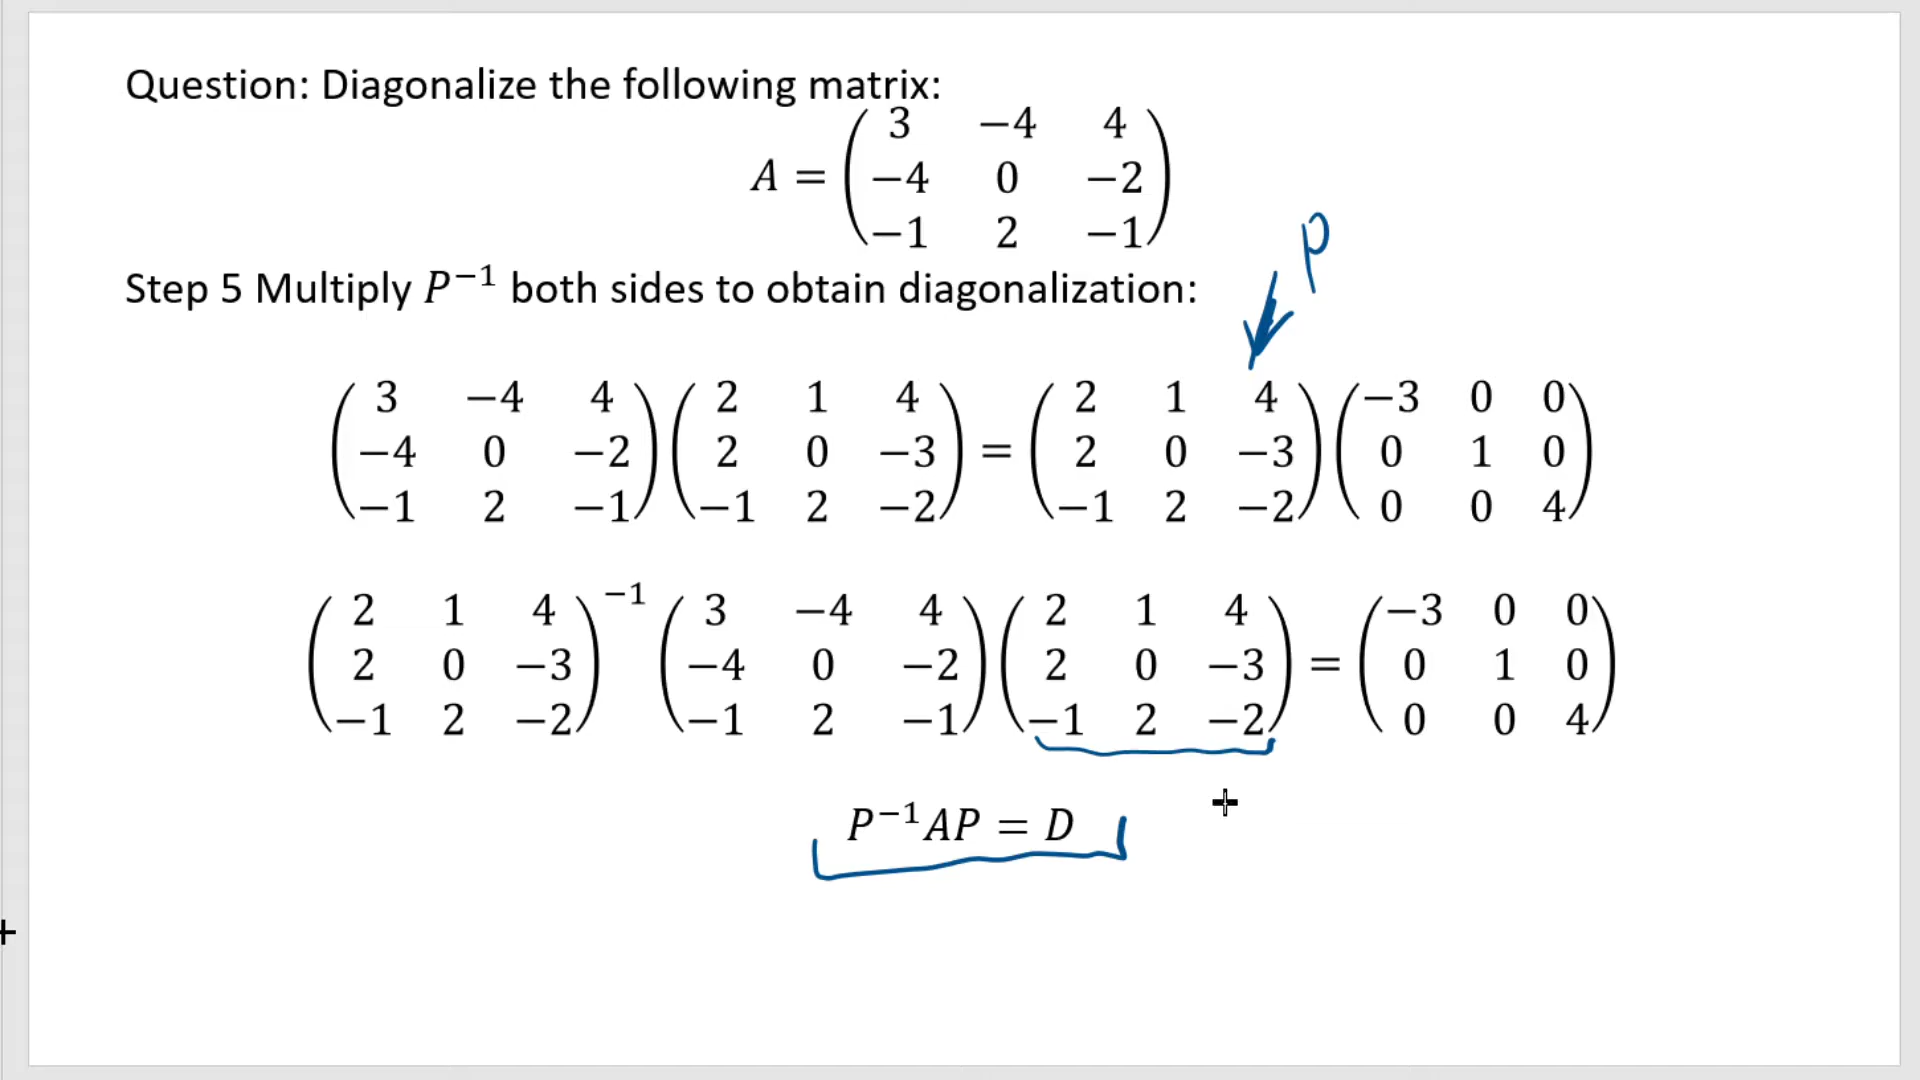 Question: Diagonalize the following matrix:
3 −4 4
A = −4 0 −2
−1 2 −1
p
Step 5 Multiply P⁻¹ both sides to obtain diagonalization:
3 −4 4 2 1 4 2 1 4 −3 0 0
−4 0 −2 2 0 −3 = 2 0 −3 0 1 0
−1 2 −1 −1 2 −2 −1 2 −2 0 0 4
2 1 4 −1 3 −4 4 2 1 4 −3 0 0
2 0 −3 −4 0 −2 2 0 −3 = 0 1 0
−1 2 −2 −1 2 −1 −1 2 −2 0 0 4
P⁻¹AP = D